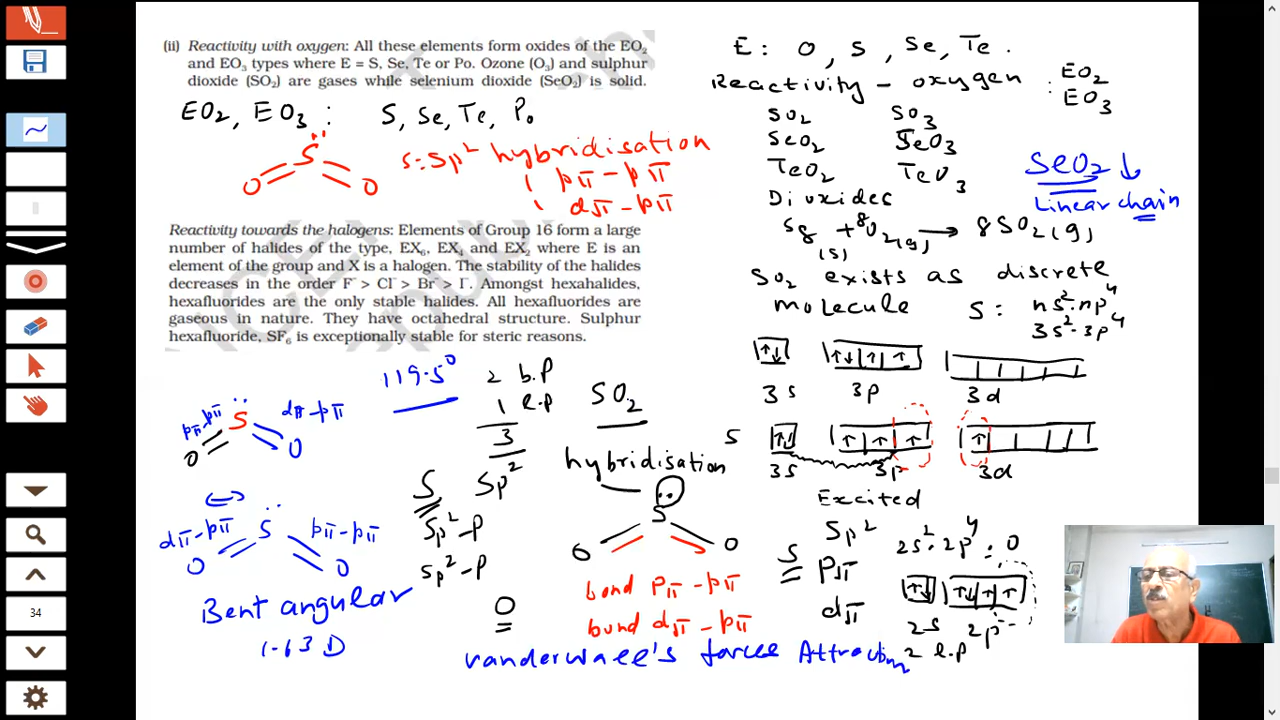 (ii) Reactivity with oxygen: All these elements form oxides of the EO₂
and EO₃ types where E = S, Se, Te or Po. Ozone (O₃) and sulphur
dioxide (SO₂) are gases while selenium dioxide (SeO₂) is solid.
EO₂, EO₃ : S, Se, Te, Po
S
O O
S: Sp² hybridisation
1 pπ - pπ
1 dπ - pπ
Reactivity towards the halogens: Elements of Group 16 form a large
number of halides of the type, EX₆, EX₄ and EX₂ where E is an
element of the group and X is a halogen. The stability of the halides
decreases in the order F⁻ > Cl⁻ > Br⁻ > I⁻. Amongst hexahalides,
hexafluorides are the only stable halides. All hexafluorides are
gaseous in nature. They have octahedral structure. Sulphur
hexafluoride, SF₆ is exceptionally stable for steric reasons.
E : O, S, Se, Te .
Reactivity - oxygen : EO₂
EO₃
SO₂ SO₃
SeO₂ SeO₃
TeO₂ TeO₃
SeO₂ ↓
Linear chain
Dioxides
S8 + 8O₂(g) → 8SO₂(g)
(s)
SO₂ exists as discrete
molecule S : ns²·np⁴
3s²·3p⁴
3s 3p 3d
S
3s 3p 3d
Excited
119.5°
2 b.p
1 l.p
3
Sp²
SO₂
hybridisation
pπ-pπ S dπ-pπ
O O
S
Sp²-p
Sp²-p
O
dπ-pπ S pπ-pπ
O O
Bent angular
1.63 D
S
O O
bond pπ-pπ
bond dπ-pπ
S
Sp²
pπ
dπ
2s²·2p⁴ : O
2s 2p
2 l.p
vanderwalle's forces Attraction
34